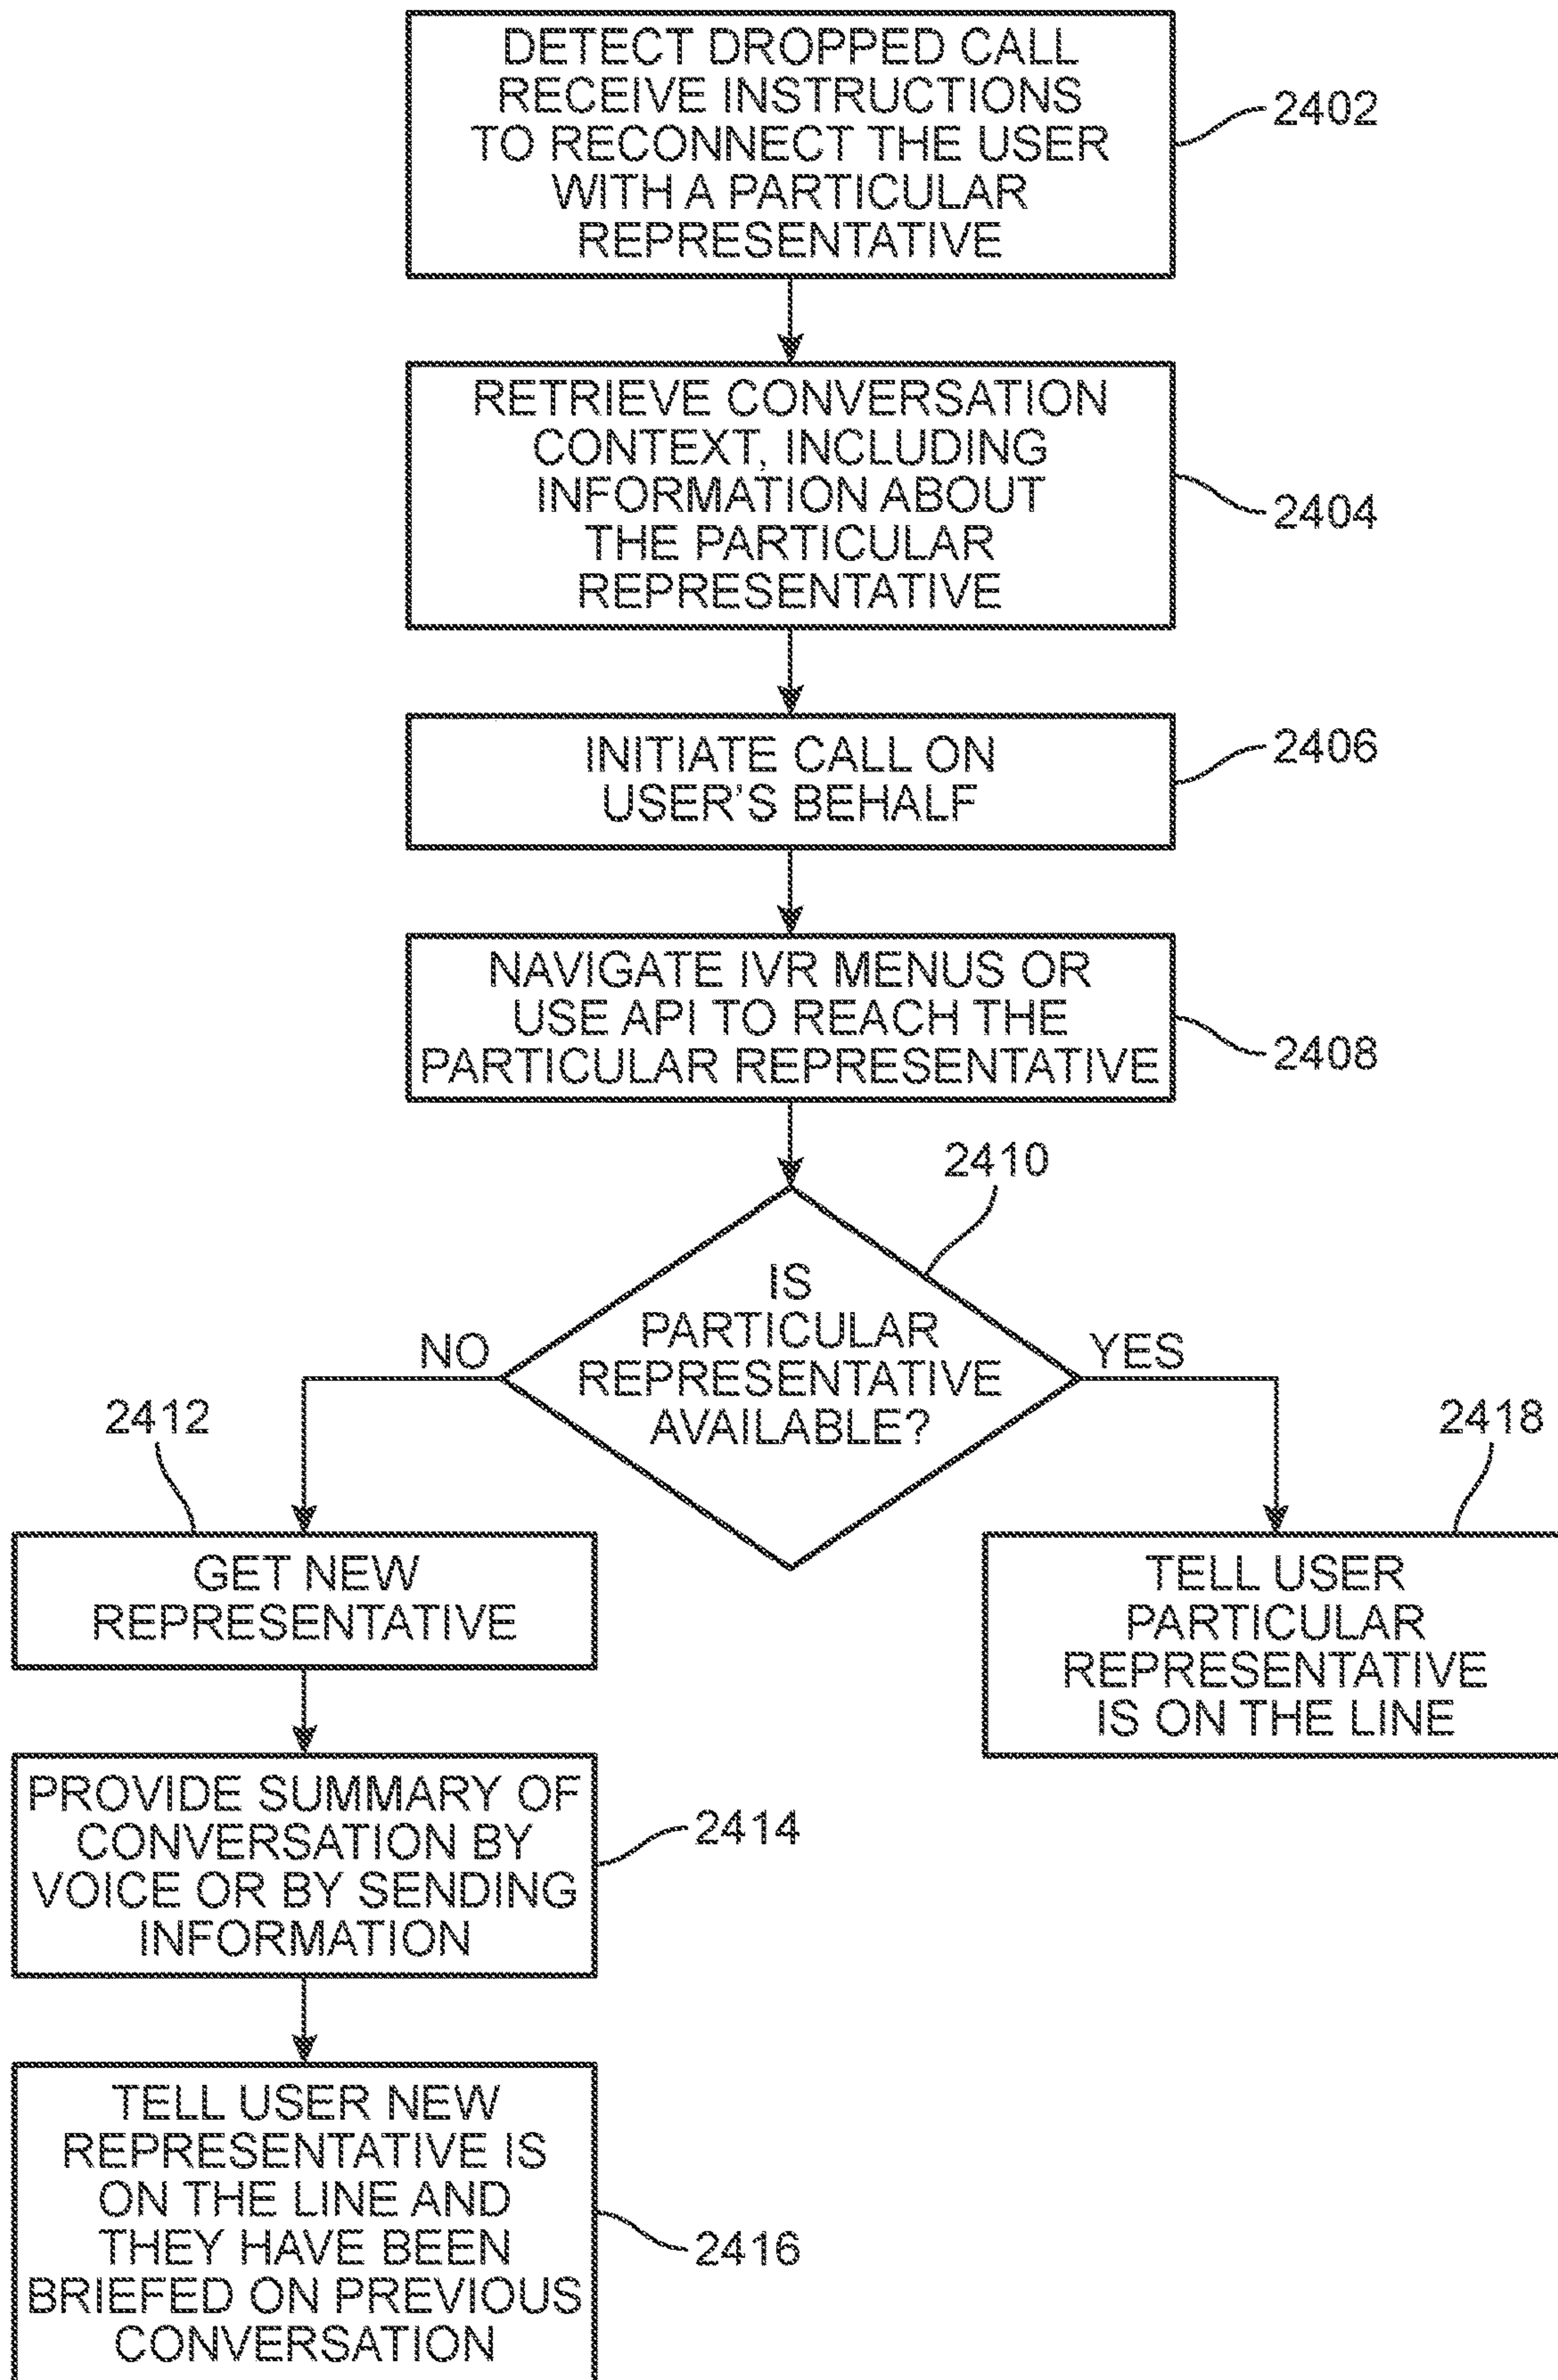 DETECT DROPPED CALL
RECEIVE INSTRUCTIONS
TO RECONNECT THE USER
WITH A PARTICULAR
REPRESENTATIVE
2402
RETRIEVE CONVERSATION
CONTEXT, INCLUDING
INFORMATION ABOUT
THE PARTICULAR
REPRESENTATIVE
2404
INITIATE CALL ON
USER'S BEHALF
2406
NAVIGATE IVR MENUS OR
USE API TO REACH THE
PARTICULAR REPRESENTATIVE
2408
2410
IS
PARTICULAR
REPRESENTATIVE
AVAILABLE?
NO
YES
2412
GET NEW
REPRESENTATIVE
2418
TELL USER
PARTICULAR
REPRESENTATIVE
IS ON THE LINE
PROVIDE SUMMARY OF
CONVERSATION BY
VOICE OR BY SENDING
INFORMATION
2414
TELL USER NEW
REPRESENTATIVE IS
ON THE LINE AND
THEY HAVE BEEN
BRIEFED ON PREVIOUS
CONVERSATION
2416